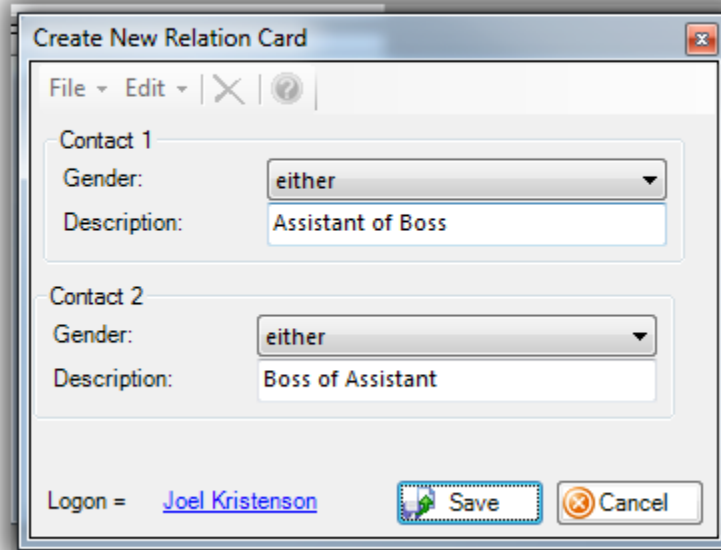 Create New Relation Card
File Edit
Contact 1
Gender: either
Description: Assistant of Boss
Contact 2
Gender: either
Description: Boss of Assistant
Logon = Joel Kristenson Save Cancel